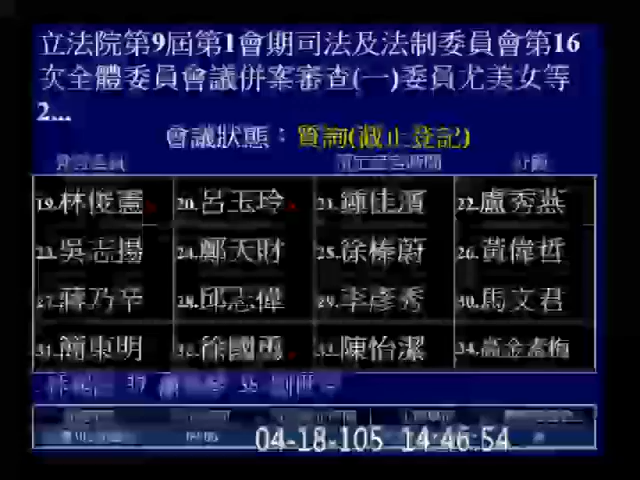 立法院第9屆第1會期司法及法制委員會第16
次全體委員會議併案審查(一)委員尤美女等
2...
會議狀態：質詢(截止登記)
19.林俊憲 20.呂玉玲 21.鍾佳濱 22.盧秀燕
23.吳志揚 24.鄭天財 25.徐榛蔚 26.黃偉哲
27.蔣乃辛 28.邱志偉 29.李彥秀 30.馬文君
31.簡東明 32.徐國勇 33.陳怡潔 34.高金素梅
04-18-105 14:46:54